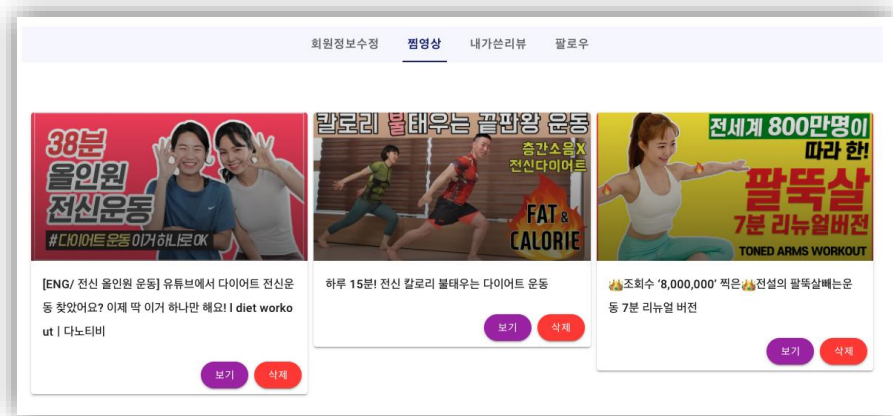 회원정보수정
찜영상
내가쓴리뷰
팔로우
38분
올인원
전신운동
#다이어트 운동 이거 하나로 OK
[ENG/ 전신 올인원 운동] 유튜브에서 다이어트 전신운
동 찾았어요? 이제 딱 이거 하나만 해요! I diet worko
ut | 다노티비
보기
삭제
칼로리 불태우는 끝판왕 운동
층간소음X
전신다이어트
FAT &
CALORIE
하루 15분! 전신 칼로리 불태우는 다이어트 운동
보기
삭제
전세계 800만명이
따라 한!
팔뚝살
7분 리뉴얼버전
TONED ARMS WORKOUT
👑조회수 ‘8,000,000’ 찍은👑전설의 팔뚝살빼는운
동 7분 리뉴얼 버전
보기
삭제